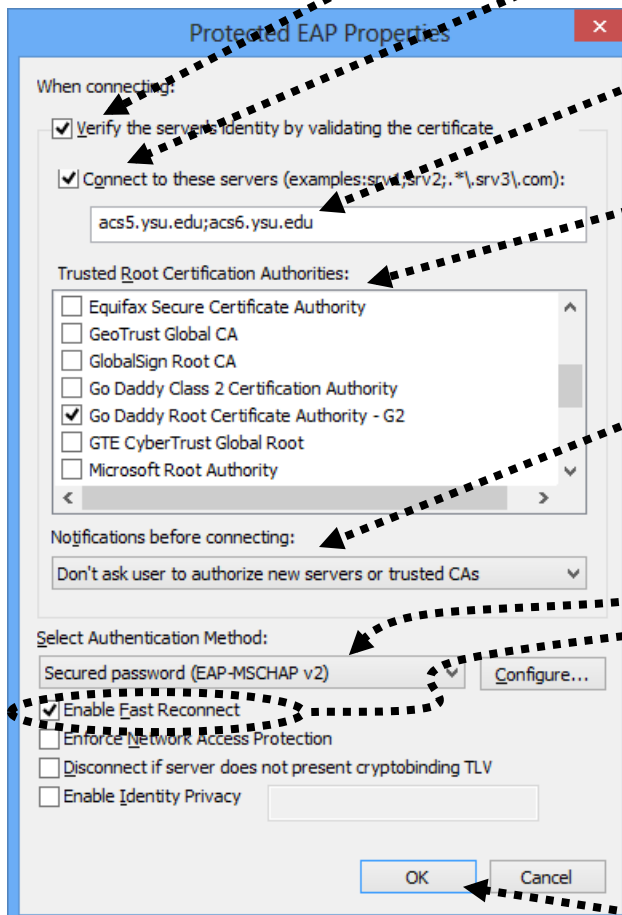 Protected EAP Properties
When connecting:
Verify the server's identity by validating the certificate
Connect to these servers (examples:srv1;srv2;.*\.srv3\.com):
acs5.ysu.edu;acs6.ysu.edu
Trusted Root Certification Authorities:
Equifax Secure Certificate Authority
GeoTrust Global CA
GlobalSign Root CA
Go Daddy Class 2 Certification Authority
Go Daddy Root Certificate Authority - G2
GTE CyberTrust Global Root
Microsoft Root Authority
Notifications before connecting:
Don't ask user to authorize new servers or trusted CAs
Select Authentication Method:
Secured password (EAP-MSCHAP v2)
Configure...
Enable Fast Reconnect
Enforce Network Access Protection
Disconnect if server does not present cryptobinding TLV
Enable Identity Privacy
OK
Cancel